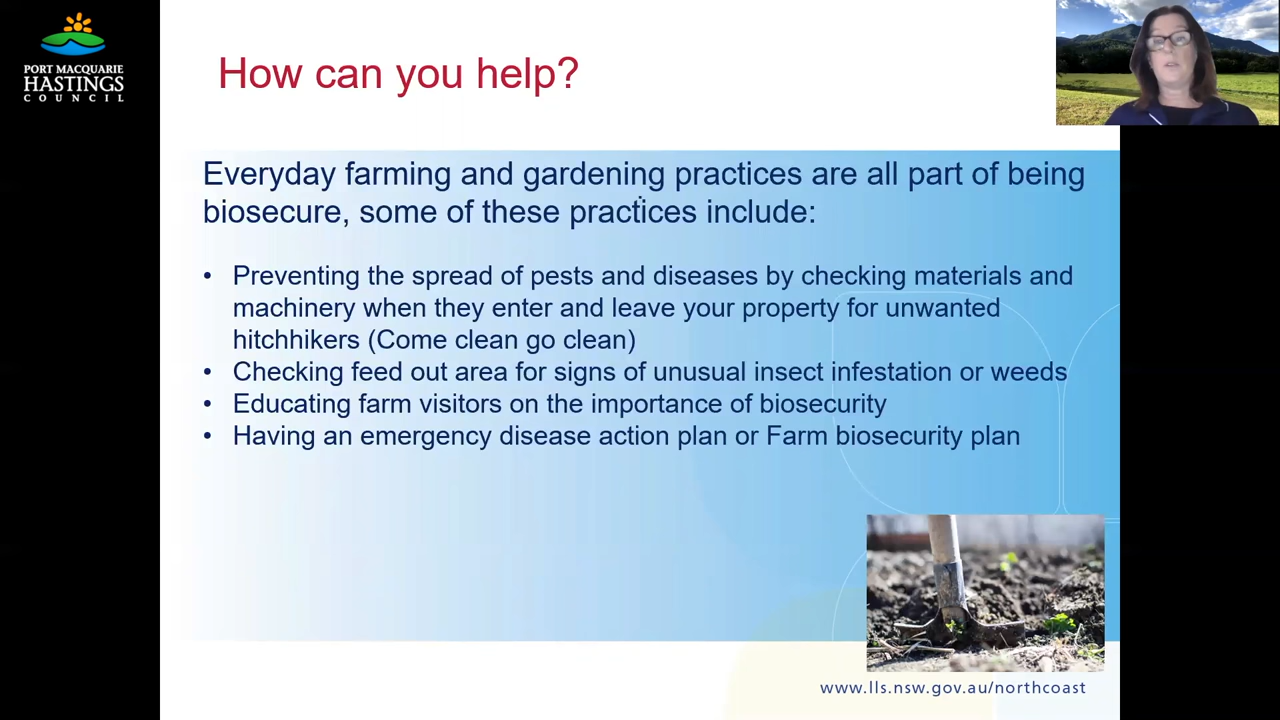 PORT MACQUARIE
HASTINGS
COUNCIL
How can you help?
Everyday farming and gardening practices are all part of being
biosecure, some of these practices include:
• Preventing the spread of pests and diseases by checking materials and
machinery when they enter and leave your property for unwanted
hitchhikers (Come clean go clean)
• Checking feed out area for signs of unusual insect infestation or weeds
• Educating farm visitors on the importance of biosecurity
• Having an emergency disease action plan or Farm biosecurity plan
www.lls.nsw.gov.au/northcoast